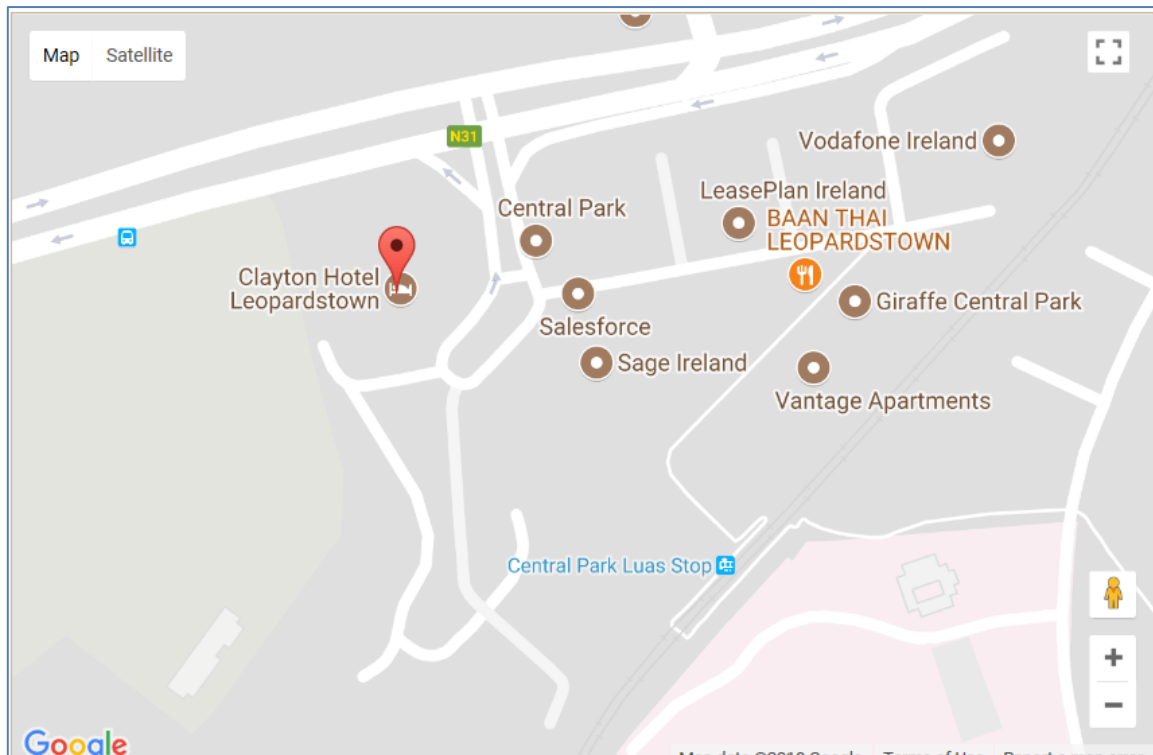 Map Satellite
N31
Vodafone Ireland
LeasePlan Ireland
Central Park
BAAN THAI
LEOPARDSTOWN
Clayton Hotel
Leopardstown
Giraffe Central Park
Salesforce
Sage Ireland
Vantage Apartments
Central Park Luas Stop
Google